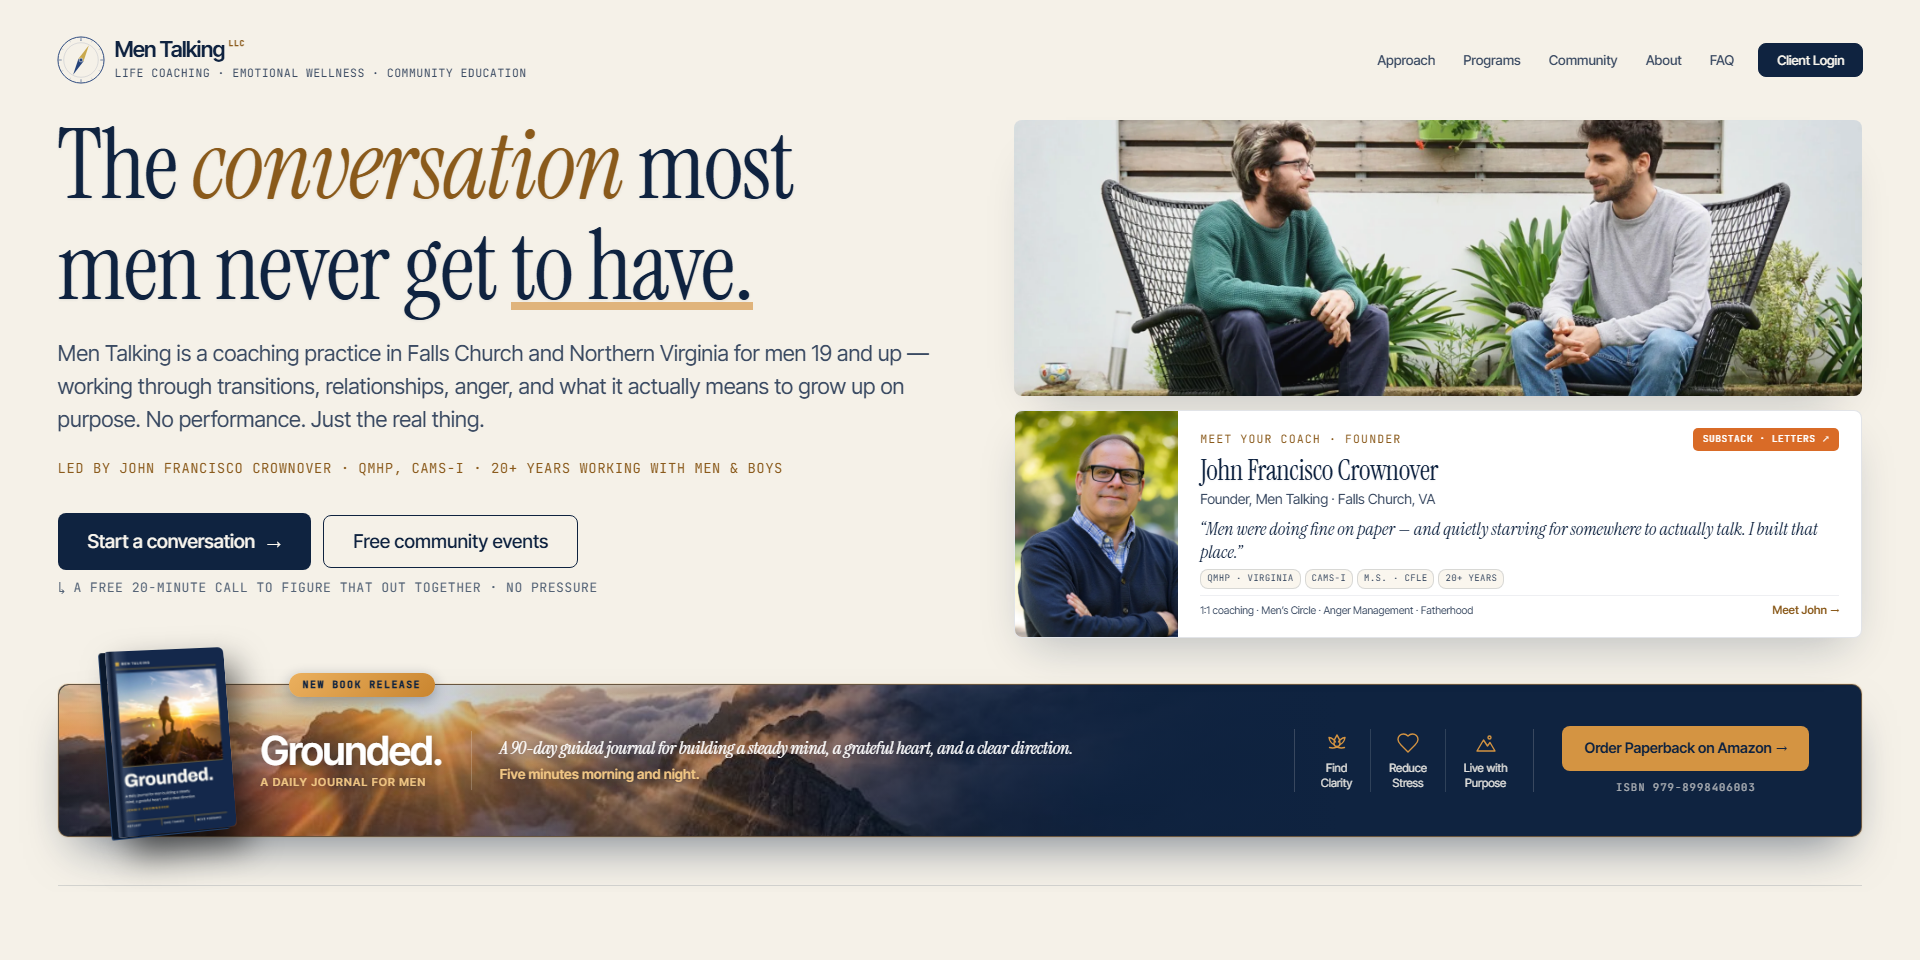 Men Talking LLC
LIFE COACHING · EMOTIONAL WELLNESS · COMMUNITY EDUCATION
Approach
Programs
Community
About
FAQ
Client Login
The conversation most
men never get to have.
Men Talking is a coaching practice in Falls Church and Northern Virginia for men 19 and up —
working through transitions, relationships, anger, and what it actually means to grow up on
purpose. No performance. Just the real thing.
LED BY JOHN FRANCISCO CROWNOVER · QMHP, CAMS-I · 20+ YEARS WORKING WITH MEN & BOYS
Start a conversation →
Free community events
↳ A FREE 20-MINUTE CALL TO FIGURE THAT OUT TOGETHER · NO PRESSURE
MEET YOUR COACH · FOUNDER
SUBSTACK · LETTERS ↗
John Francisco Crownover
Founder, Men Talking · Falls Church, VA
“Men were doing fine on paper — and quietly starving for somewhere to actually talk. I built that
place.”
QMHP · VIRGINIA
CAMS-I
M.S. · CFLE
20+ YEARS
1:1 coaching · Men's Circle · Anger Management · Fatherhood
Meet John →
MEN TALKING
Grounded.
NEW BOOK RELEASE
Grounded.
A DAILY JOURNAL FOR MEN
A 90-day guided journal for building a steady mind, a grateful heart, and a clear direction.
Five minutes morning and night.
Find
Clarity
Reduce
Stress
Live with
Purpose
Order Paperback on Amazon →
ISBN 979-8998406003